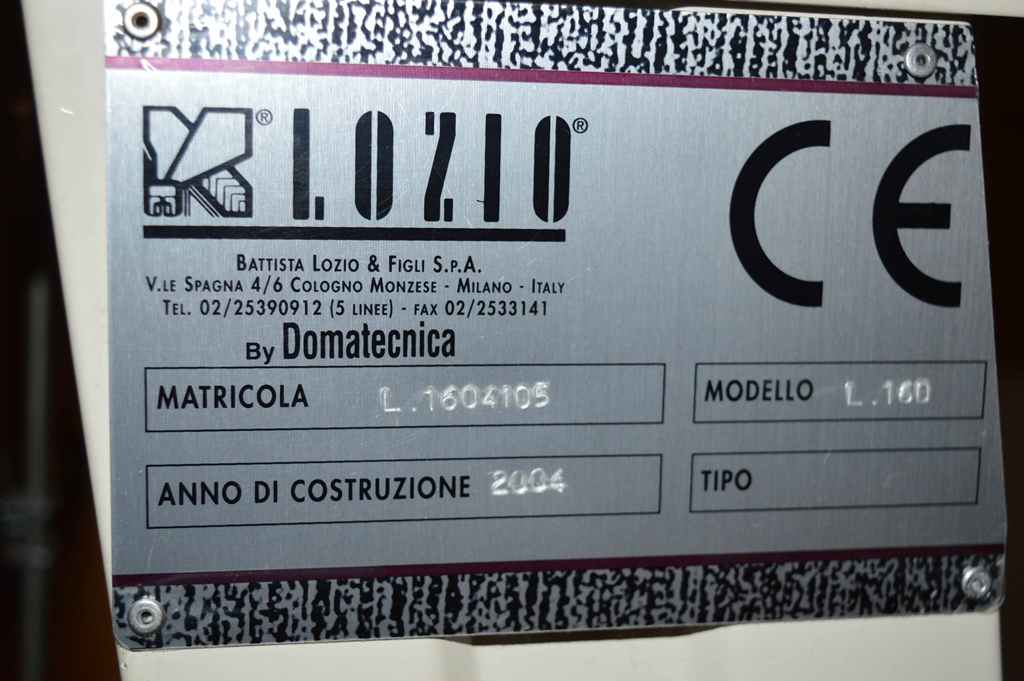 ® LOZIO ®
CE
BATTISTA LOZIO & FIGLI S.P.A.
V.LE SPAGNA 4/6 COLOGNO MONZESE - MILANO - ITALY
TEL. 02/25390912 (5 LINEE) - FAX 02/2533141
By Domatecnica
MATRICOLA L.1604105
MODELLO L.160
ANNO DI COSTRUZIONE 2004
TIPO